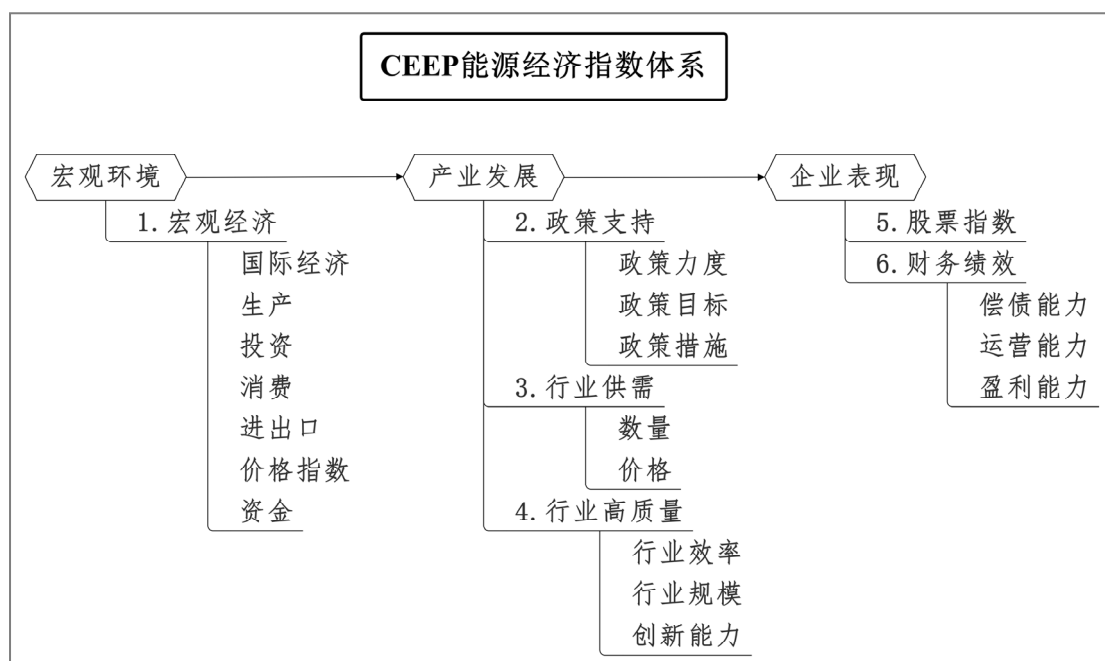 CEEP能源经济指数体系
宏观环境
1.宏观经济
国际经济
生产
投资
消费
进出口
价格指数
资金
产业发展
2.政策支持
政策力度
政策目标
政策措施
3.行业供需
数量
价格
4.行业高质量
行业效率
行业规模
创新能力
企业表现
5.股票指数
6.财务绩效
偿债能力
运营能力
盈利能力